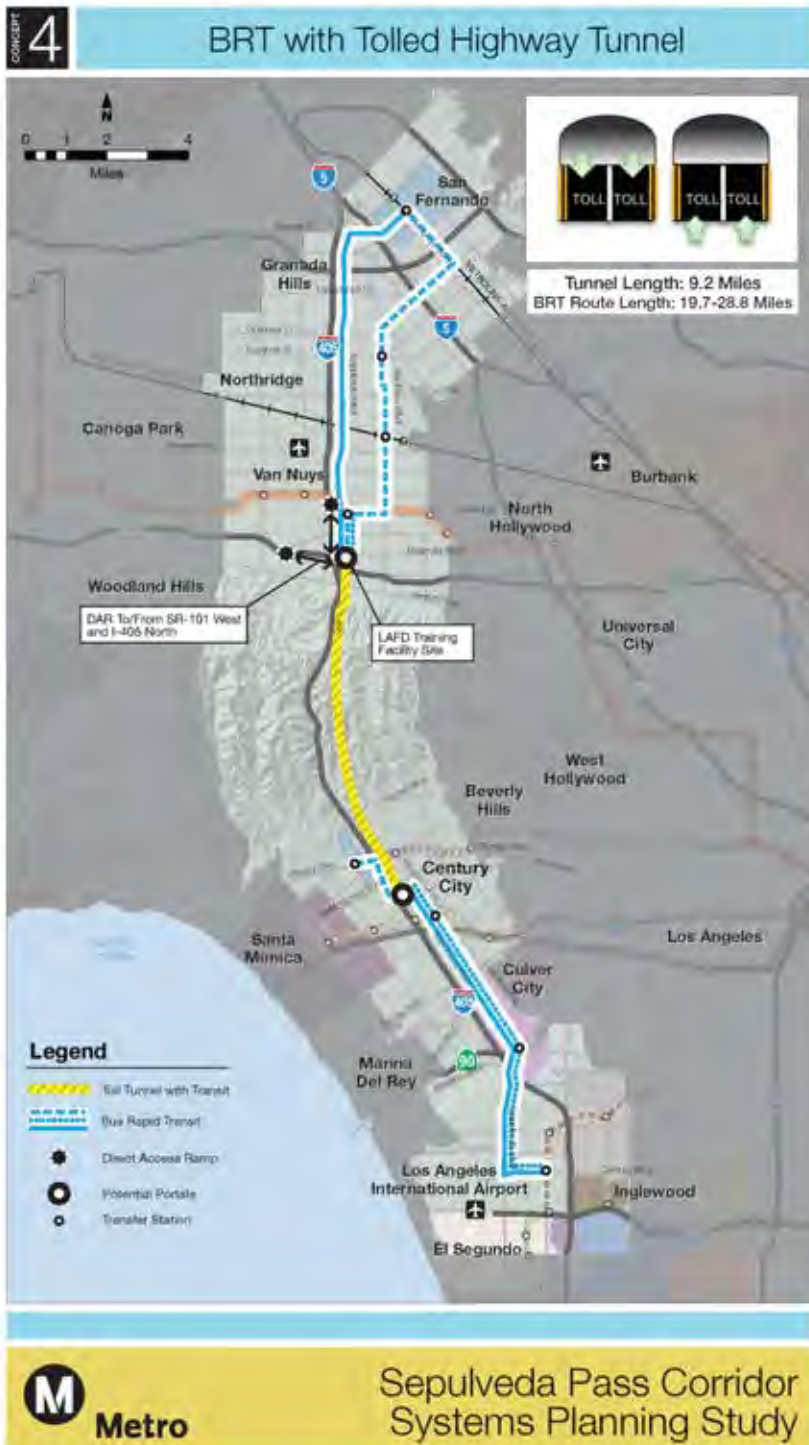 CONCEPT
4
BRT with Tolled Highway Tunnel
N
0 1 2 4
Miles
TOLL TOLL TOLL TOLL
Tunnel Length: 9.2 Miles
BRT Route Length: 19.7-28.8 Miles
5
San
Fernando
Granada
Hills
METROLINK
5
405
Northridge
Canoga Park
Van Nuys
Burbank
North
Hollywood
Woodland Hills
DAR To/From SR-101 West
and I-405 North
LAFD Training
Facility Site
Universal
City
West
Hollywood
Beverly
Hills
Century
City
Santa
Monica
Los Angeles
Culver
City
405
90
Marina
Del Rey
Legend
Toll Tunnel with Transit
Bus Rapid Transit
Direct Access Ramp
Potential Portals
Transfer Station
Los Angeles
International Airport
Inglewood
El Segundo
M
Metro
Sepulveda Pass Corridor
Systems Planning Study